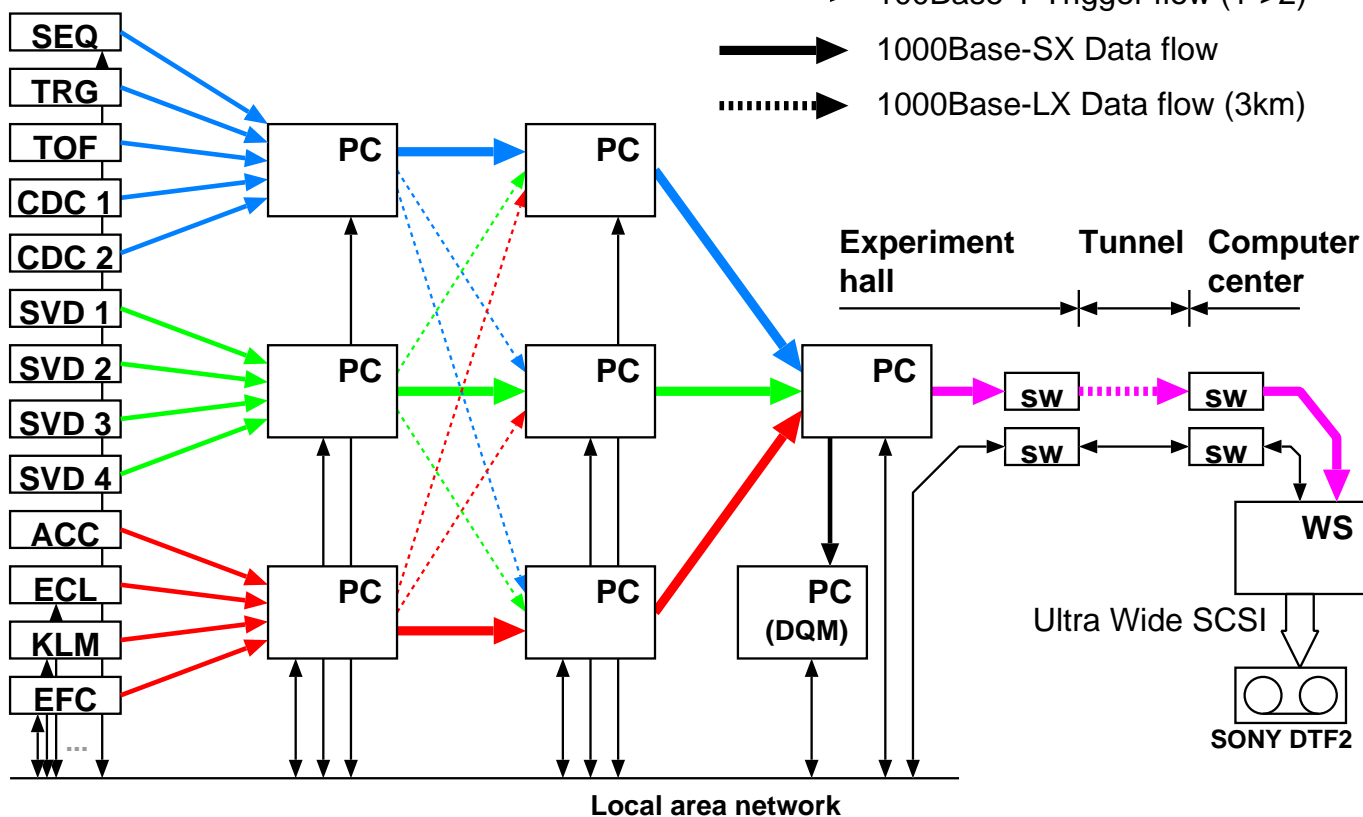 100Base-T Trigger flow (1->2)
1000Base-SX Data flow
1000Base-LX Data flow (3km)
SEQ
TRG
TOF
CDC 1
CDC 2
SVD 1
SVD 2
SVD 3
SVD 4
ACC
ECL
KLM
EFC
...
PC
PC
PC
PC
PC
PC
PC
PC
(DQM)
Experiment
hall
Tunnel
Computer
center
sw
sw
sw
sw
WS
Ultra Wide SCSI
SONY DTF2
Local area network